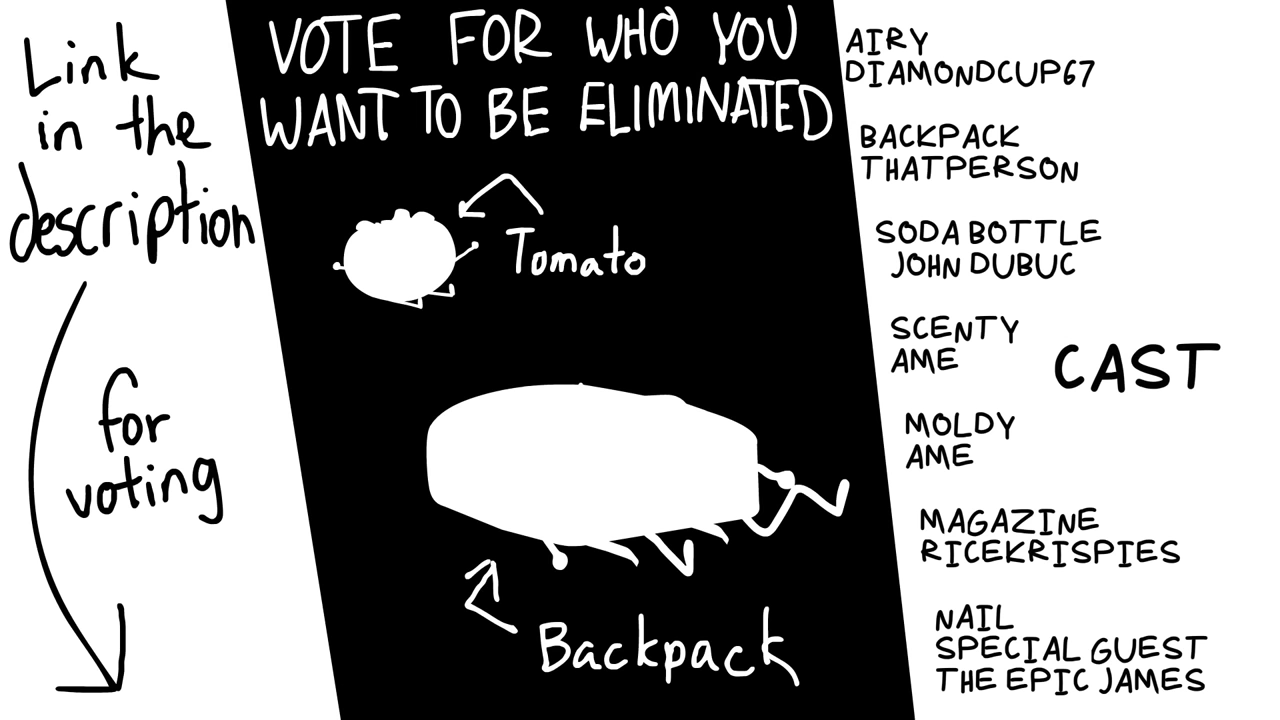 Link
in the
description
for
voting
VOTE FOR WHO YOU
WANT TO BE ELIMINATED
Tomato
Backpack
AIRY
DIAMONDCUP67
BACKPACK
THATPERSON
SODA BOTTLE
JOHN DUBUC
SCENTY
AME
CAST
MOLDY
AME
MAGAZINE
RICEKRISPIES
NAIL
SPECIAL GUEST
THE EPIC JAMES